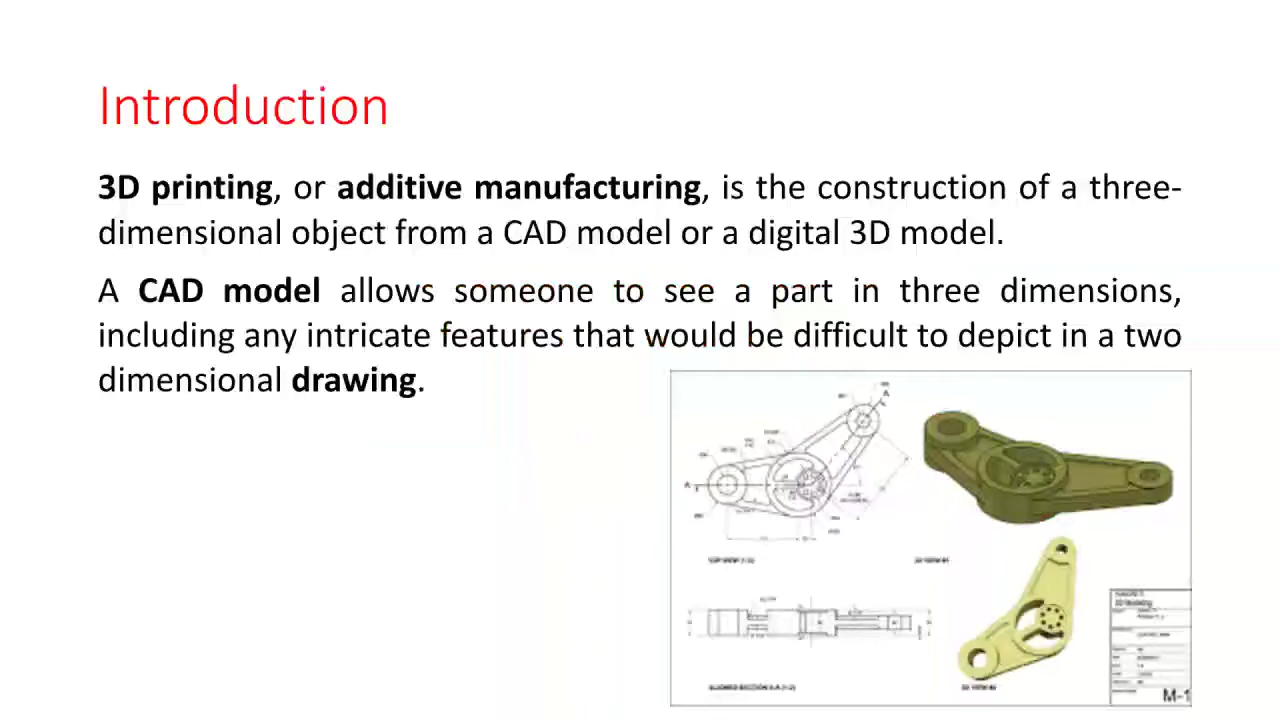 Introduction
3D printing, or additive manufacturing, is the construction of a three-
dimensional object from a CAD model or a digital 3D model.
A CAD model allows someone to see a part in three dimensions,
including any intricate features that would be difficult to depict in a two
dimensional drawing.
A
A
M-1